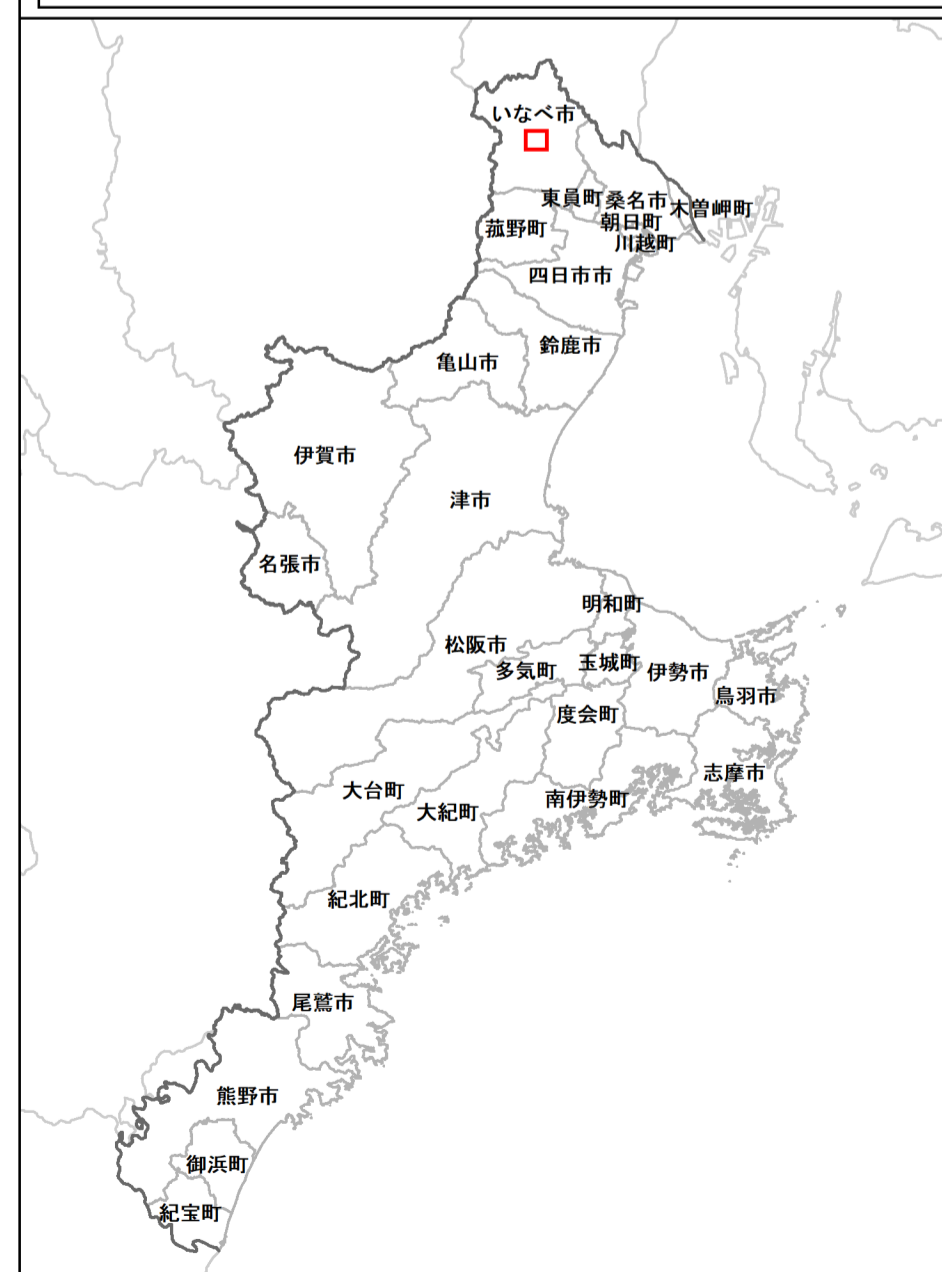 いなべ市
東員町
桑名市
木曽岬町
朝日町
菰野町
川越町
四日市市
鈴鹿市
亀山市
伊賀市
津市
名張市
明和町
松阪市
玉城町
多気町
伊勢市
鳥羽市
度会町
志摩市
大台町
南伊勢町
大紀町
紀北町
尾鷲市
熊野市
御浜町
紀宝町